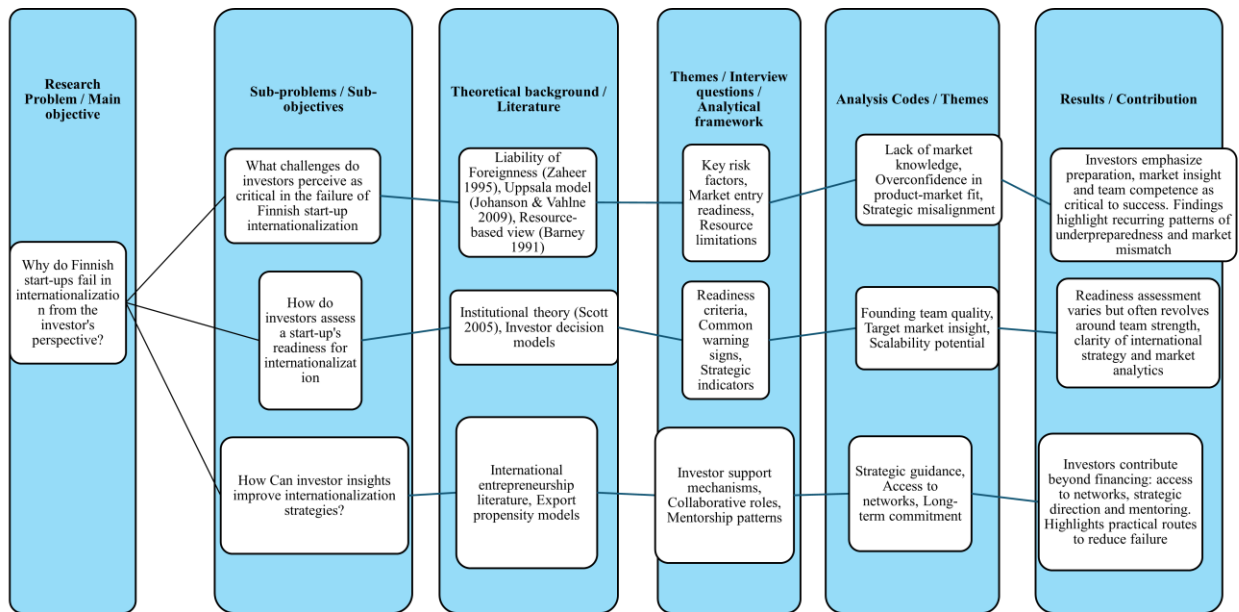 Research
Problem / Main
objective
Sub-problems / Sub-
objectives
Theoretical background /
Literature
Themes / Interview
questions /
Analytical
framework
Analysis Codes / Themes
Results / Contribution
Why do Finnish
start-ups fail in
internationalizatio
n from the
investor's
perspective?
What challenges do
investors perceive as
critical in the failure of
Finnish start-up
internationalization
Liability of
Foreignness (Zaheer
1995), Uppsala model
(Johanson & Vahlne
2009), Resource-
based view (Barney
1991)
Key risk
factors,
Market entry
readiness,
Resource
limitations
Lack of market
knowledge,
Overconfidence in
product-market fit,
Strategic misalignment
Investors emphasize
preparation, market insight
and team competence as
critical to success. Findings
highlight recurring patterns of
underpreparedness and market
mismatch
How do
investors assess
a start-up's
readiness for
internationalizat
ion
Institutional theory (Scott
2005), Investor decision
models
Readiness
criteria,
Common
warning
signs,
Strategic
indicators
Founding team quality,
Target market insight,
Scalability potential
Readiness assessment
varies but often revolves
around team strength,
clarity of international
strategy and market
analytics
How Can investor insights
improve internationalization
strategies?
International
entrepreneurship
literature, Export
propensity models
Investor support
mechanisms,
Collaborative roles,
Mentorship patterns
Strategic guidance,
Access to
networks, Long-
term commitment
Investors contribute
beyond financing: access
to networks, strategic
direction and mentoring.
Highlights practical routes
to reduce failure